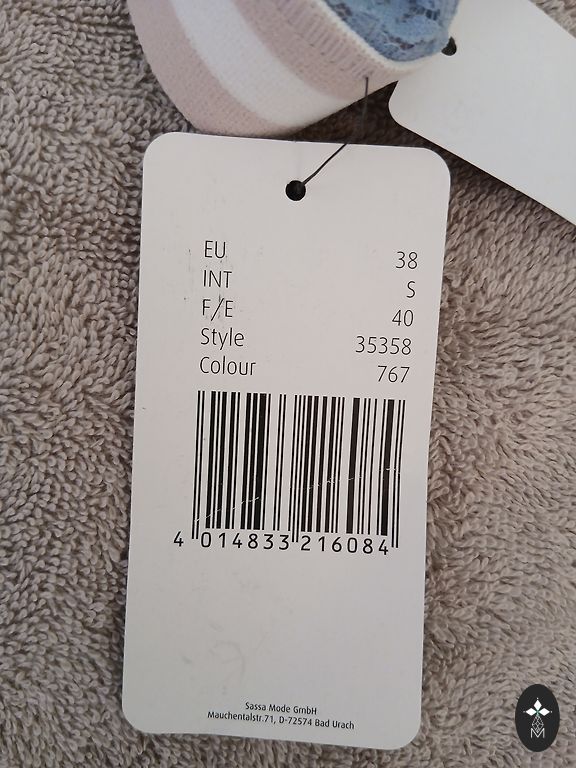 EU 38
INT S
F/E 40
Style 35358
Colour 767
4 014833 216084
Sassa Mode GmbH
Mauchentalstr.71, D-72574 Bad Urach
M